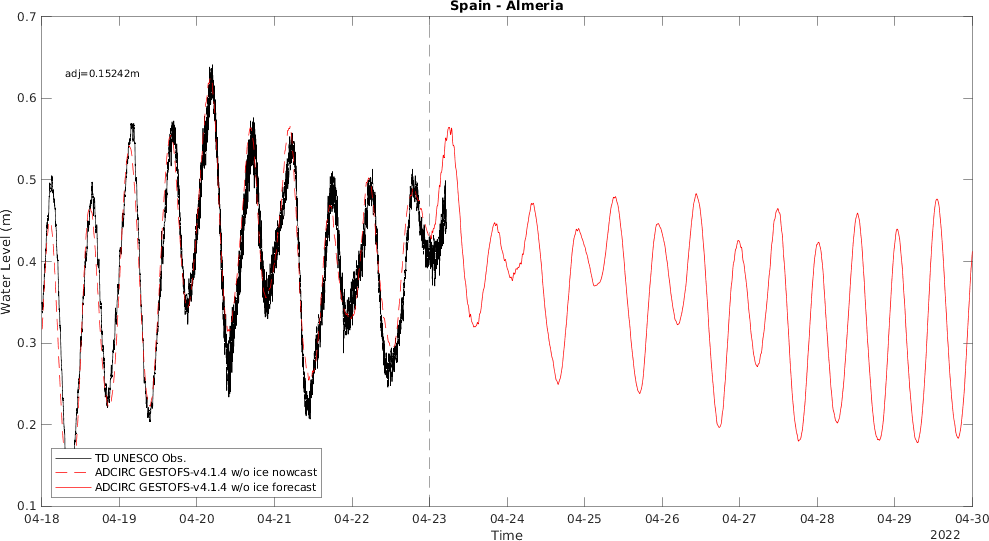 Spain - Almeria
0.7
adj=0.15242m
0.6
0.5
0.4
Water Level (m)
0.3
0.2
TD UNESCO Obs.
ADCIRC GESTOFS-v4.1.4 w/o ice nowcast
ADCIRC GESTOFS-v4.1.4 w/o ice forecast
0.1
04-18 04-19 04-20 04-21 04-22 04-23 04-24 04-25 04-26 04-27 04-28 04-29 04-30
Time
2022